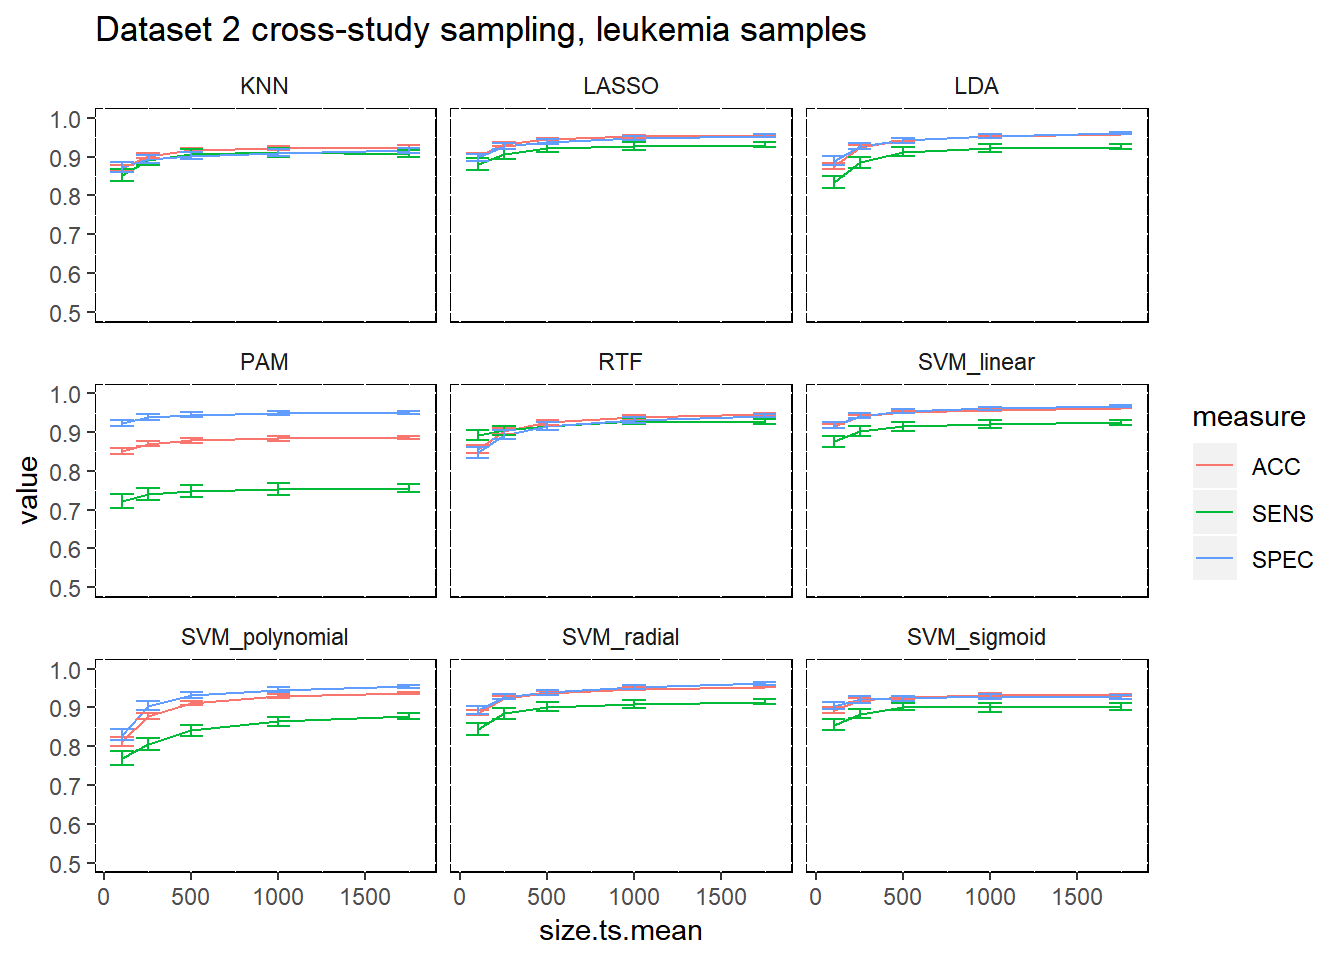 Dataset 2 cross-study sampling, leukemia samples
KNN
LASSO
LDA
1.0
0.9
0.8
0.7
0.6
0.5
PAM
RTF
SVM_linear
1.0
0.9
0.8
0.7
0.6
0.5
SVM_polynomial
SVM_radial
SVM_sigmoid
1.0
0.9
0.8
0.7
0.6
0.5
0 500 1000 1500
0 500 1000 1500
0 500 1000 1500
size.ts.mean
value
measure
ACC
SENS
SPEC